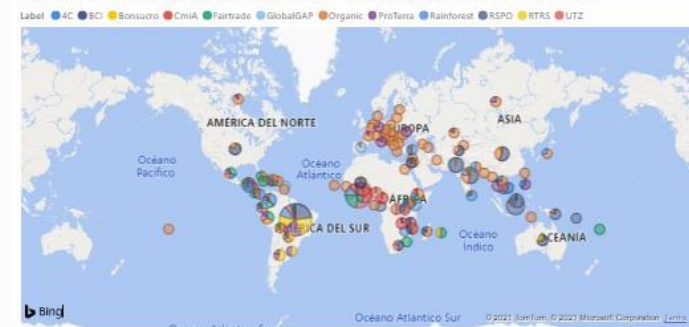 Label 4C BCI Bonsucro CmiA Fairtrade GlobalGAP Organic ProTerra Rainforest RSPO RTRS UTZ
AMÉRICA DEL NORTE
EUROPA
ASIA
Océano
Pacífico
Océano
Atlántico
ÁFRICA
AMÉRICA DEL SUR
Océano
Índico
OCEANÍA
Bing
Océano Atlántico Sur
© 2021 TomTom, © 2021 Microsoft Corporation Terms